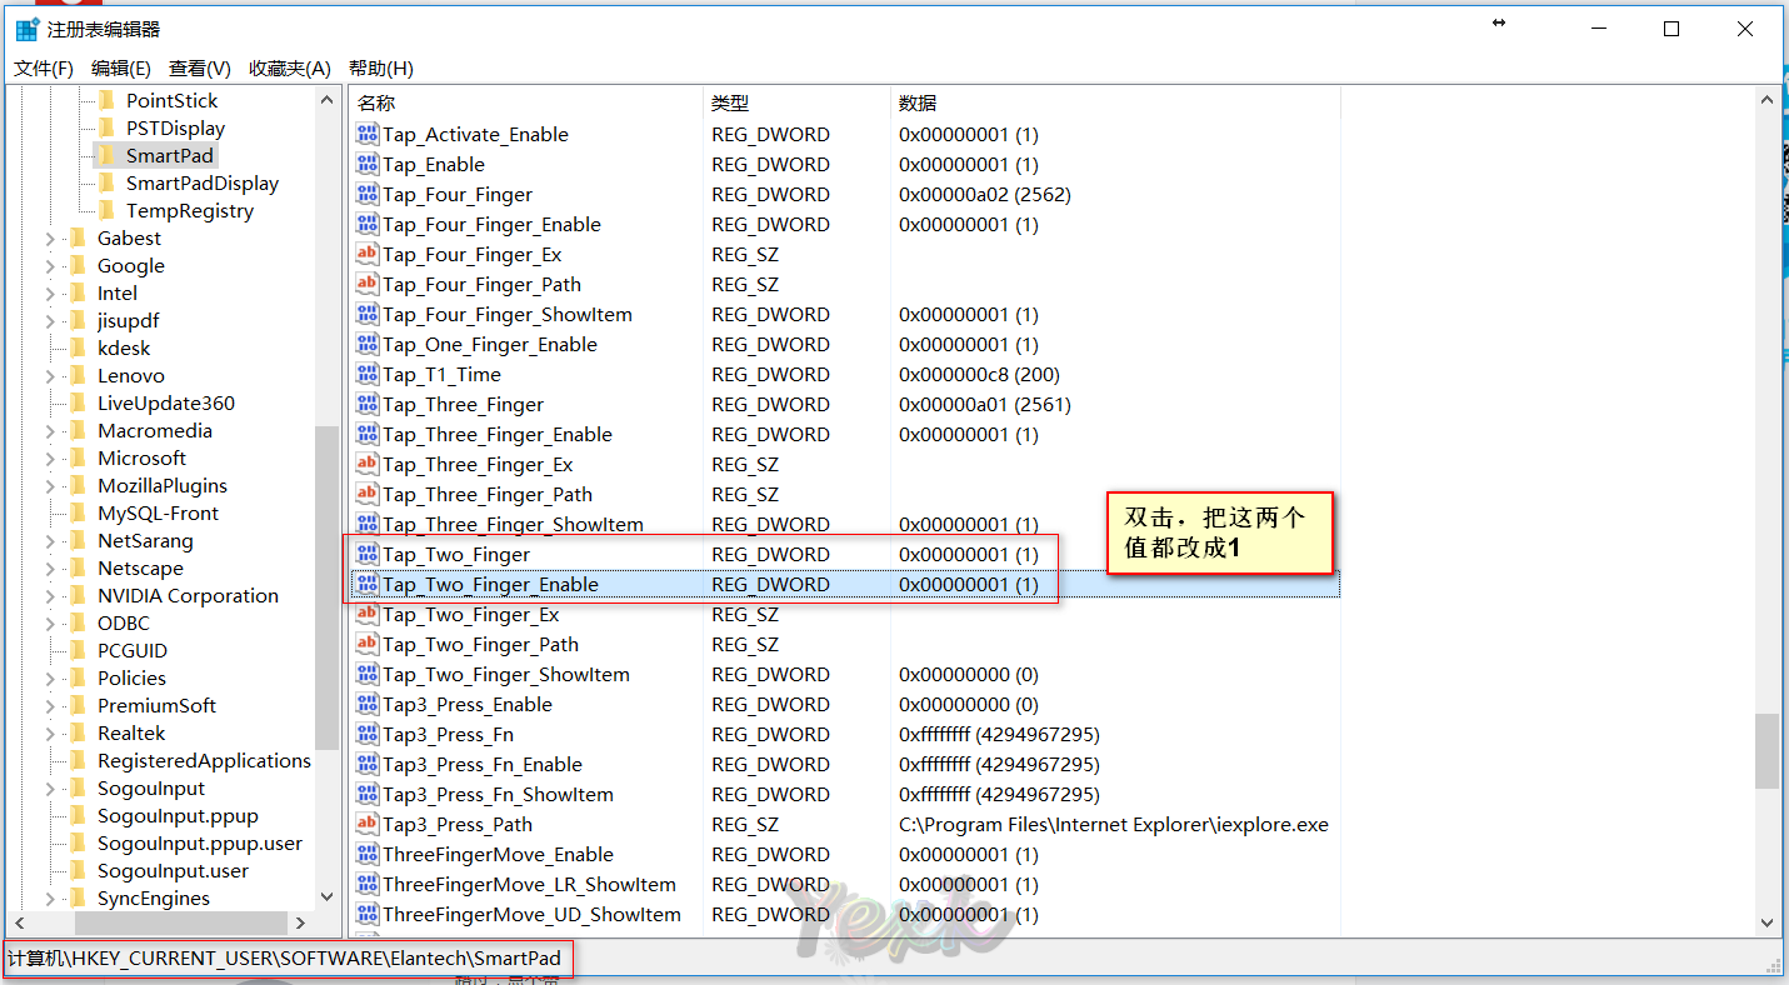 注册表编辑器
文件(F) 编辑(E) 查看(V) 收藏夹(A) 帮助(H)
PointStick
PSTDisplay
SmartPad
SmartPadDisplay
TempRegistry
Gabest
Google
Intel
jisupdf
kdesk
Lenovo
LiveUpdate360
Macromedia
Microsoft
MozillaPlugins
MySQL-Front
NetSarang
Netscape
NVIDIA Corporation
ODBC
PCGUID
Policies
PremiumSoft
Realtek
RegisteredApplications
SogouInput
SogouInput.ppup
SogouInput.ppup.user
SogouInput.user
SyncEngines
名称 类型 数据
Tap_Activate_Enable REG_DWORD 0x00000001 (1)
Tap_Enable REG_DWORD 0x00000001 (1)
Tap_Four_Finger REG_DWORD 0x00000a02 (2562)
Tap_Four_Finger_Enable REG_DWORD 0x00000001 (1)
Tap_Four_Finger_Ex REG_SZ
Tap_Four_Finger_Path REG_SZ
Tap_Four_Finger_ShowItem REG_DWORD 0x00000001 (1)
Tap_One_Finger_Enable REG_DWORD 0x00000001 (1)
Tap_T1_Time REG_DWORD 0x000000c8 (200)
Tap_Three_Finger REG_DWORD 0x00000a01 (2561)
Tap_Three_Finger_Enable REG_DWORD 0x00000001 (1)
Tap_Three_Finger_Ex REG_SZ
Tap_Three_Finger_Path REG_SZ
Tap_Three_Finger_ShowItem REG_DWORD 0x00000001 (1)
Tap_Two_Finger REG_DWORD 0x00000001 (1)
Tap_Two_Finger_Enable REG_DWORD 0x00000001 (1)
Tap_Two_Finger_Ex REG_SZ
Tap_Two_Finger_Path REG_SZ
Tap_Two_Finger_ShowItem REG_DWORD 0x00000000 (0)
Tap3_Press_Enable REG_DWORD 0x00000000 (0)
Tap3_Press_Fn REG_DWORD 0xffffffff (4294967295)
Tap3_Press_Fn_Enable REG_DWORD 0xffffffff (4294967295)
Tap3_Press_Fn_ShowItem REG_DWORD 0xffffffff (4294967295)
Tap3_Press_Path REG_SZ C:\Program Files\Internet Explorer\iexplore.exe
ThreeFingerMove_Enable REG_DWORD 0x00000001 (1)
ThreeFingerMove_LR_ShowItem REG_DWORD 0x00000001 (1)
ThreeFingerMove_UD_ShowItem REG_DWORD 0x00000001 (1)
双击，把这两个
值都改成1
计算机\HKEY_CURRENT_USER\SOFTWARE\Elantech\SmartPad